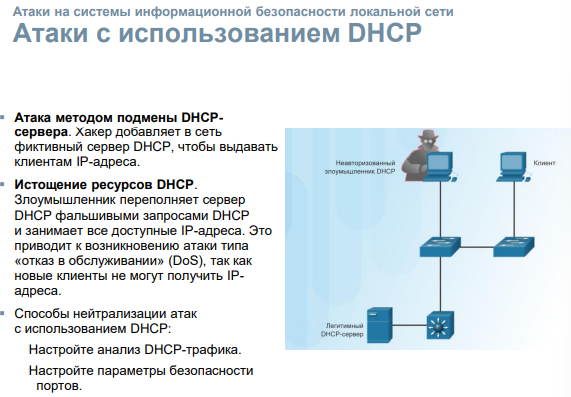 Атаки на системы информационной безопасности локальной сети
Атаки с использованием DHCP
Атака методом подмены DHCP-
сервера. Хакер добавляет в сеть
фиктивный сервер DHCP, чтобы выдавать
клиентам IP-адреса.
Истощение ресурсов DHCP.
Злоумышленник переполняет сервер
DHCP фальшивыми запросами DHCP
и занимает все доступные IP-адреса. Это
приводит к возникновению атаки типа
«отказ в обслуживании» (DoS), так как
новые клиенты не могут получить IP-
адреса.
Способы нейтрализации атак
с использованием DHCP:
Настройте анализ DHCP-трафика.
Настройте параметры безопасности
портов.
Неавторизованный
злоумышленник DHCP
Клиент
Легитимный
DHCP-сервер